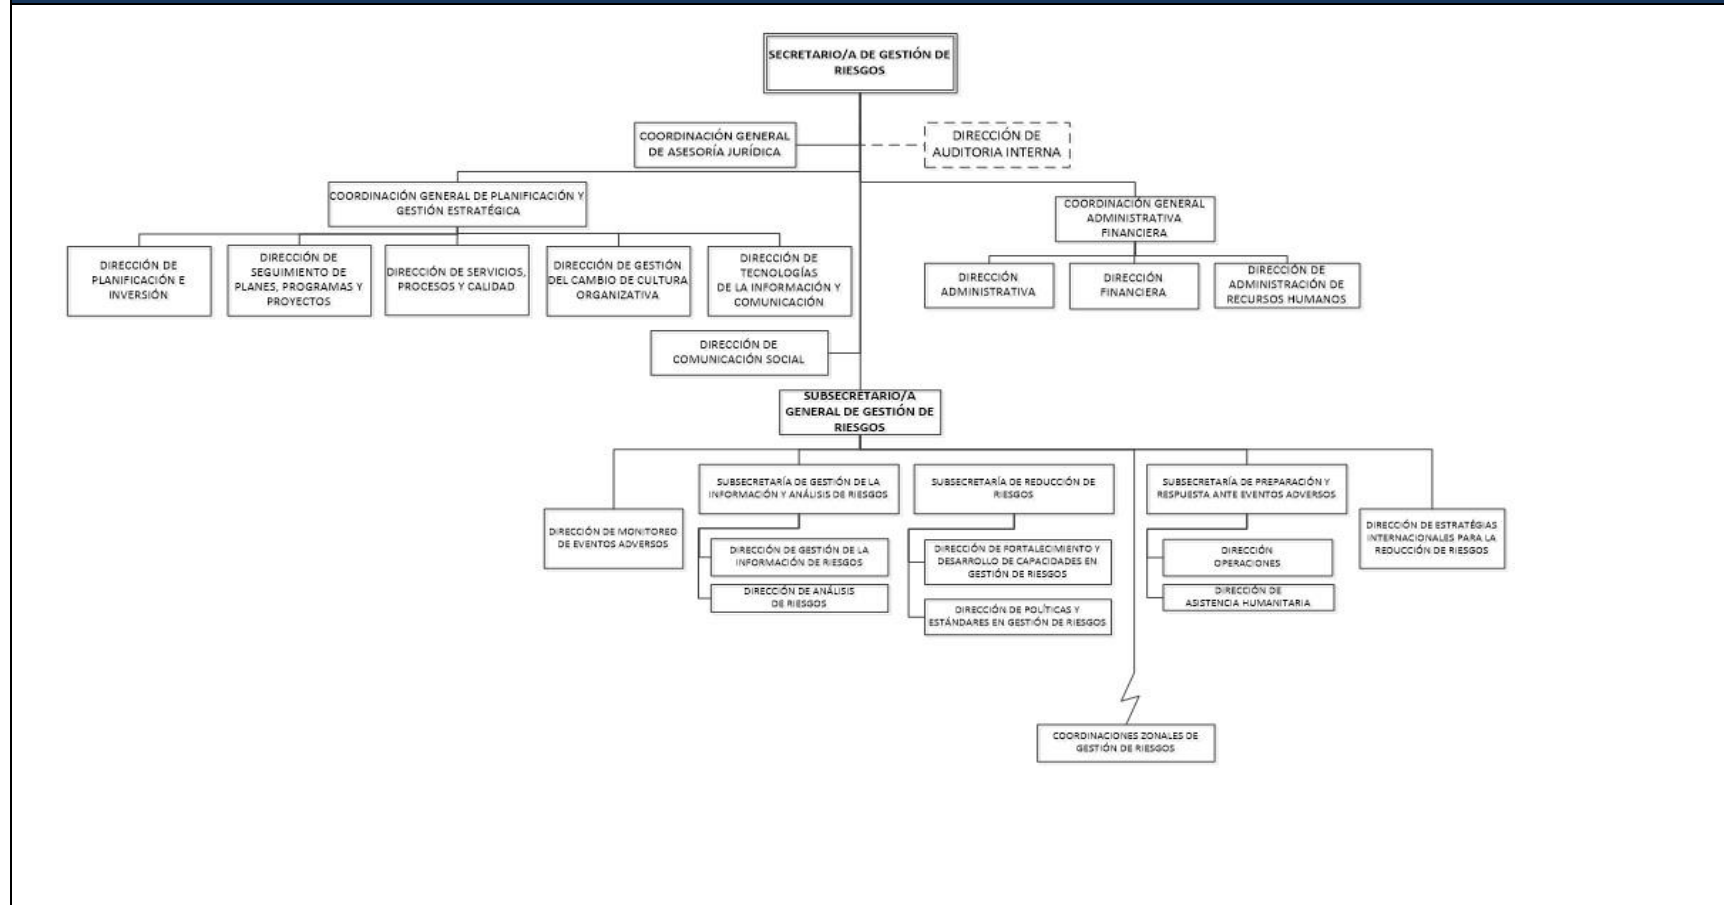 SECRETARIO/A DE GESTIÓN DE
RIESGOS
COORDINACIÓN GENERAL
DE ASESORÍA JURÍDICA
DIRECCIÓN DE
AUDITORIA INTERNA
COORDINACIÓN GENERAL DE PLANIFICACIÓN Y
GESTIÓN ESTRATÉGICA
COORDINACIÓN GENERAL
ADMINISTRATIVA
FINANCIERA
DIRECCIÓN DE
PLANIFICACIÓN E
INVERSIÓN
DIRECCIÓN DE
SEGUIMIENTO DE
PLANES, PROGRAMAS Y
PROYECTOS
DIRECCIÓN DE SERVICIOS,
PROCESOS Y CALIDAD
DIRECCIÓN DE GESTIÓN
DEL CAMBIO DE CULTURA
ORGANIZATIVA
DIRECCIÓN DE
TECNOLOGÍAS
DE LA INFORMACIÓN Y
COMUNICACIÓN
DIRECCIÓN
ADMINISTRATIVA
DIRECCIÓN
FINANCIERA
DIRECCIÓN DE
ADMINISTRACIÓN DE
RECURSOS HUMANOS
DIRECCIÓN DE
COMUNICACIÓN SOCIAL
SUBSECRETARIO/A
GENERAL DE GESTIÓN DE
RIESGOS
DIRECCIÓN DE MONITOREO
DE EVENTOS ADVERSOS
SUBSECRETARÍA DE GESTIÓN DE LA
INFORMACIÓN Y ANÁLISIS DE RIESGOS
DIRECCIÓN DE GESTIÓN DE LA
INFORMACIÓN DE RIESGOS
DIRECCIÓN DE ANÁLISIS
DE RIESGOS
SUBSECRETARÍA DE REDUCCIÓN DE
RIESGOS
DIRECCIÓN DE FORTALECIMIENTO Y
DESARROLLO DE CAPACIDADES EN
GESTIÓN DE RIESGOS
DIRECCIÓN DE POLÍTICAS Y
ESTÁNDARES EN GESTIÓN DE RIESGOS
SUBSECRETARÍA DE PREPARACIÓN Y
RESPUESTA ANTE EVENTOS ADVERSOS
DIRECCIÓN
OPERACIONES
DIRECCIÓN DE
ASISTENCIA HUMANITARIA
DIRECCIÓN DE ESTRATÉGIAS
INTERNACIONALES PARA LA
REDUCCIÓN DE RIESGOS
COORDINACIONES ZONALES DE
GESTIÓN DE RIESGOS